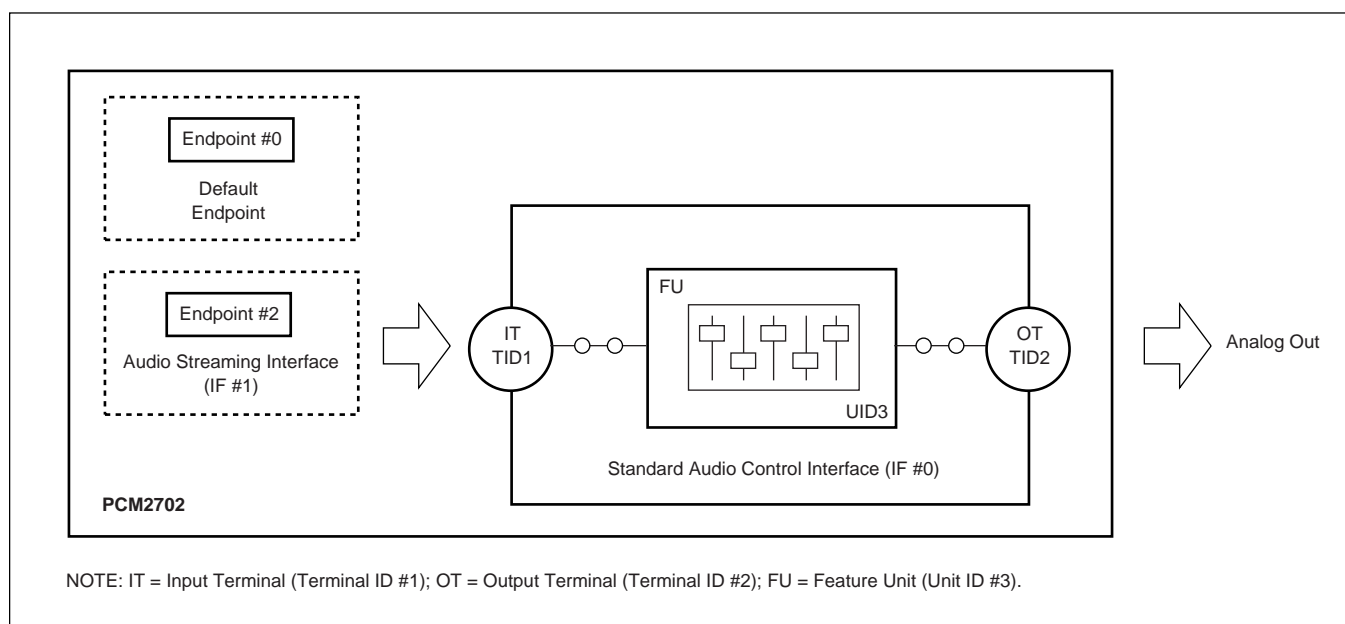 Endpoint #0
Default
Endpoint
Endpoint #2
Audio Streaming Interface
(IF #1)
IT
TID1
FU
UID3
OT
TID2
Standard Audio Control Interface (IF #0)
Analog Out
PCM2702
NOTE: IT = Input Terminal (Terminal ID #1); OT = Output Terminal (Terminal ID #2); FU = Feature Unit (Unit ID #3).